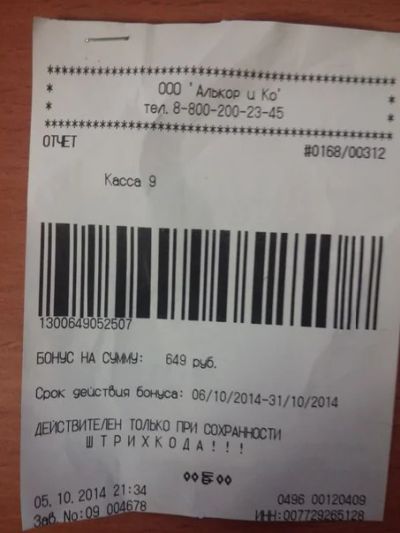 ********************************
* ООО "Алькор и Ко" *
* тел. 8-800-200-23-45 *
********************************
ОТЧЕТ #0168/00312
Касса 9
1300649052507
БОНУС НА СУММУ: 649 руб.
Срок действия бонуса: 06/10/2014-31/10/2014
ДЕЙСТВИТЕЛЕН ТОЛЬКО ПРИ СОХРАННОСТИ
ШТРИХКОДА!!!
05.10.2014 21:34 0496 00120409
Зав.No:09 004678 ИНН:007729265128